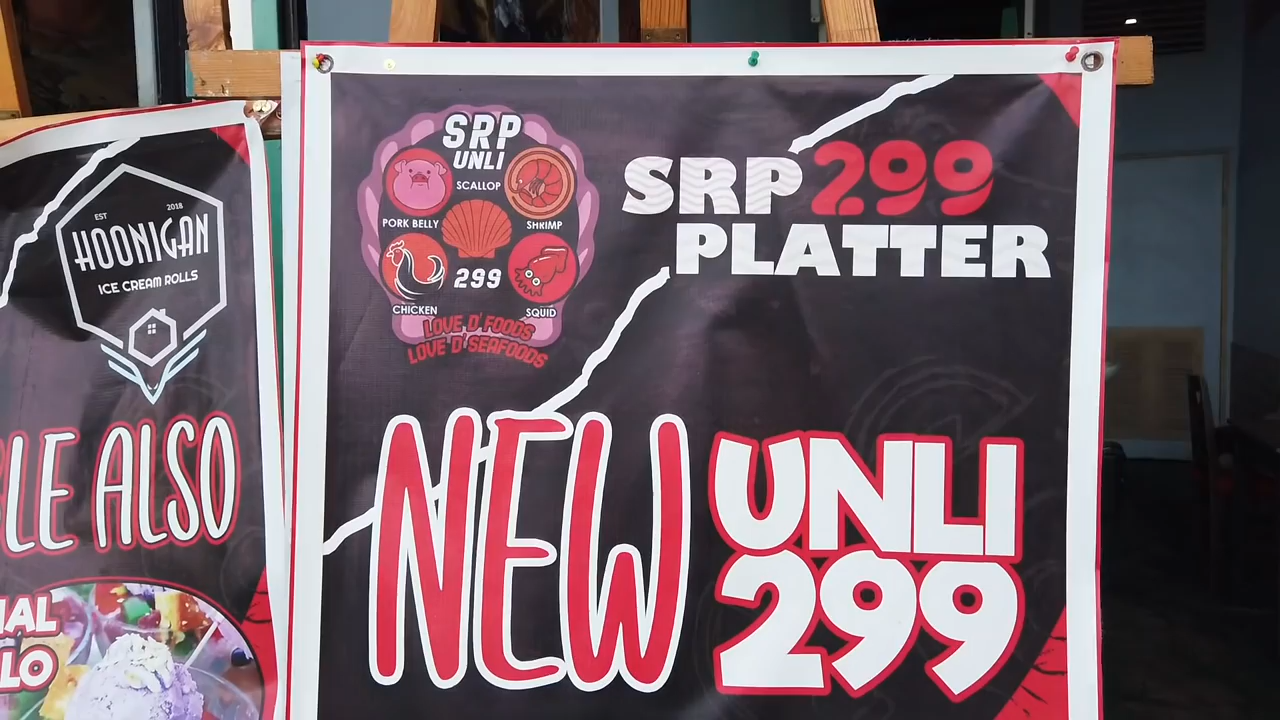 EST 2018
HOONIGAN
ICE CREAM ROLLS
ALSO
SRP
UNLI
SCALLOP
PORK BELLY
SHRIMP
299
CHICKEN
SQUID
LOVE D' FOODS
LOVE D' SEAFOODS
SRP 299
PLATTER
NEW
UNLI
299